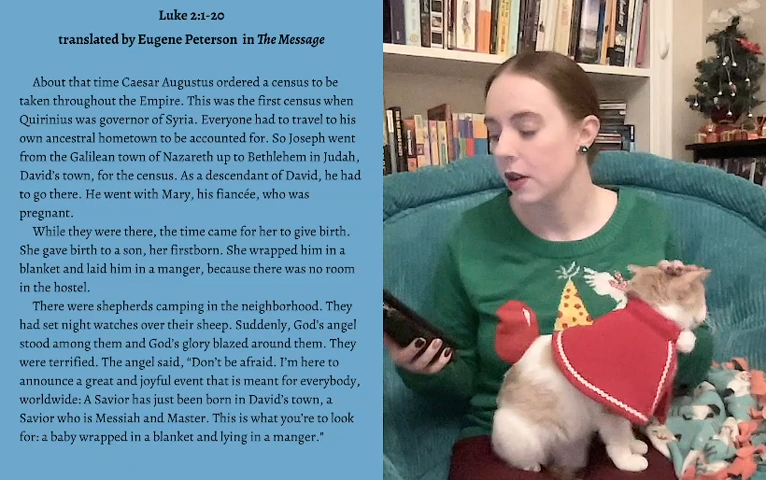 Luke 2:1-20
translated by Eugene Peterson in The Message
About that time Caesar Augustus ordered a census to be
taken throughout the Empire. This was the first census when
Quirinius was governor of Syria. Everyone had to travel to his
own ancestral hometown to be accounted for. So Joseph went
from the Galilean town of Nazareth up to Bethlehem in Judah,
David's town, for the census. As a descendant of David, he had
to go there. He went with Mary, his fiancée, who was
pregnant.
While they were there, the time came for her to give birth.
She gave birth to a son, her firstborn. She wrapped him in a
blanket and laid him in a manger, because there was no room
in the hostel.
There were shepherds camping in the neighborhood. They
had set night watches over their sheep. Suddenly, God's angel
stood among them and God's glory blazed around them. They
were terrified. The angel said, "Don't be afraid. I'm here to
announce a great and joyful event that is meant for everybody,
worldwide: A Savior has just been born in David's town, a
Savior who is Messiah and Master. This is what you're to look
for: a baby wrapped in a blanket and lying in a manger."